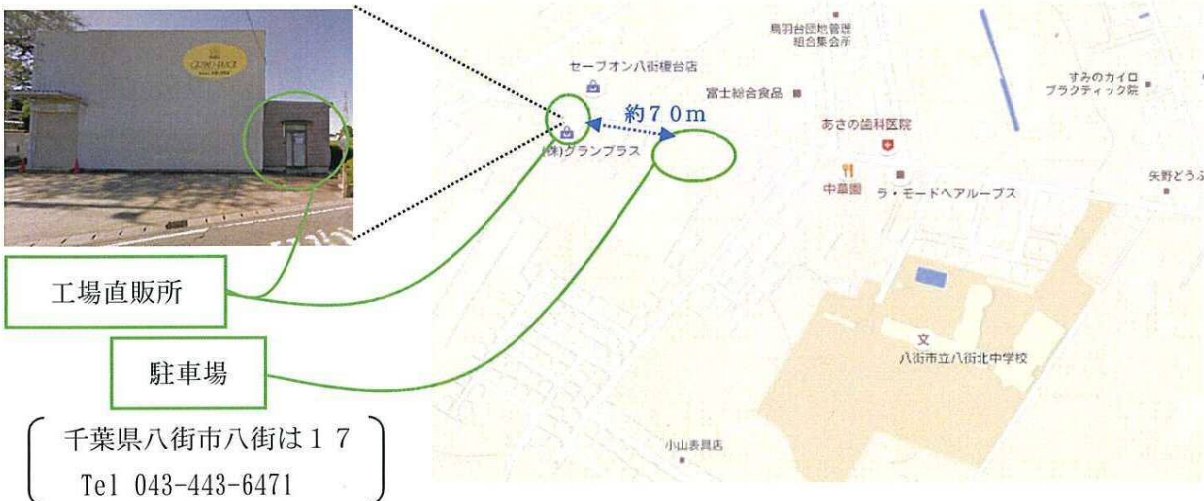 鳥羽台団地管理
組合集会所
セーブオン八街榎台店
富士総合食品
すみのカイロ
プラクティック院
約70m
あさの歯科医院
(株)グランプラス
中華園
ラ・モードヘアループス
矢野どうぶ
工場直販所
文
八街市立八街北中学校
駐車場
千葉県八街市八街は17
小山表具店
Tel 043-443-6471